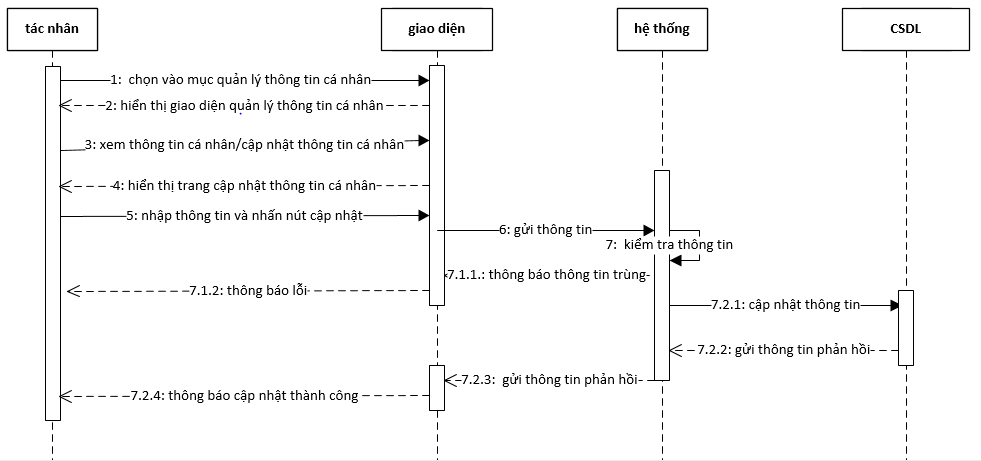 tác nhân
giao diện
hệ thống
CSDL
1: chọn vào mục quản lý thông tin cá nhân
2: hiển thị giao diện quản lý thông tin cá nhân
3: xem thông tin cá nhân/cập nhật thông tin cá nhân
4: hiển thị trang cập nhật thông tin cá nhân
5: nhập thông tin và nhấn nút cập nhật
6: gửi thông tin
7: kiểm tra thông tin
7.1.1.: thông báo thông tin trùng
7.1.2: thông báo lỗi
7.2.1: cập nhật thông tin
7.2.2: gửi thông tin phản hồi
7.2.3: gửi thông tin phản hồi
7.2.4: thông báo cập nhật thành công